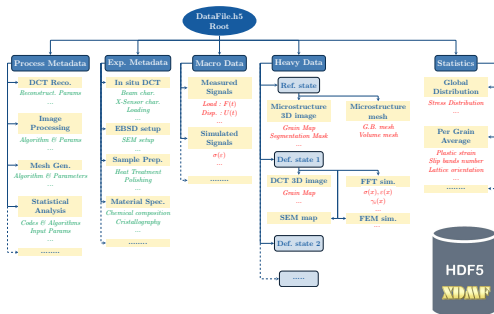 DataFile.h5
Root
Process Metadata
DCT Reco.
Reconstruct. Params
...
Image
Processing
Algorithm & Params
...
Mesh Gen.
Algorithm & Parameters
...
Statistical
Analysis
Codes & Algorithms
Input Params
...
........
Exp. Metadata
In situ DCT
Beam char.
X-Sensor char.
Loading
...
EBSD setup
SEM setup
...
Sample Prep.
Heat Treatment
Polishing
...
Material Spec.
Chemical composition
Crystallography
...
........
Macro Data
Measured
Signals
Load : F(t)
Disp. : U(t)
...
Simulated
Signals
σ(ε)
...
........
Heavy Data
Ref. state
Microstructure
3D image
Grain Map
Segmentation Mask
...
Microstructure
mesh
G.B. mesh
Volume mesh
Def. state 1
DCT 3D image
Grain Map
...
SEM map
FFT sim.
σ(x), ε(x)
γₛ(x)
...
FEM sim.
...
Def. state 2
.....
Statistics
Global
Distribution
Stress Distribution
...
Per Grain
Average
Plastic strain
Slip bands number
Lattice orientation
...
........
HDF5
XDMF